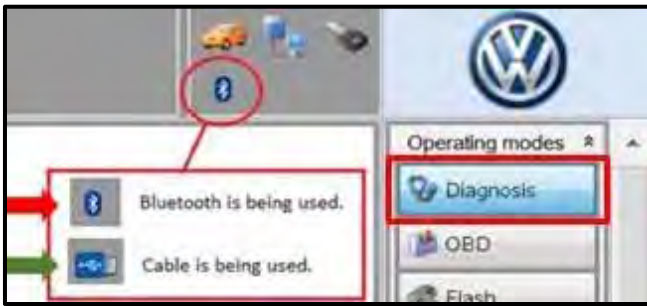 Operating modes
Diagnosis
Bluetooth is being used.
OBD
Cable is being used.
Flash